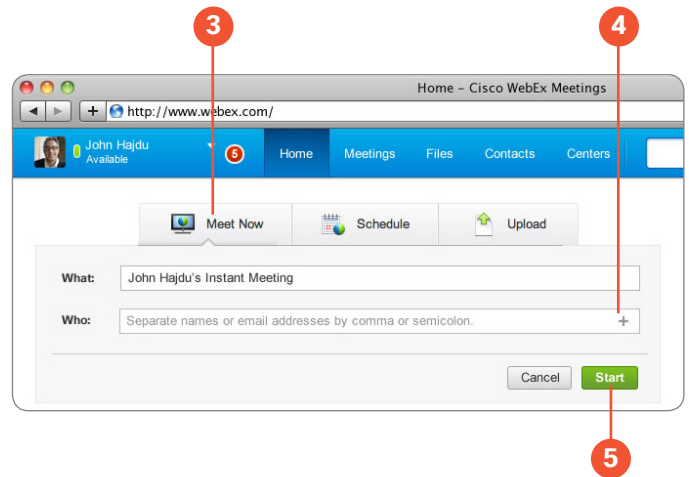 3 4
Home – Cisco WebEx Meetings
+ http://www.webex.com/
John Hajdu
Available
5
Home Meetings Files Contacts Centers
Meet Now Schedule Upload
What: John Hajdu's Instant Meeting
Who: Separate names or email addresses by comma or semicolon. +
Cancel Start
5